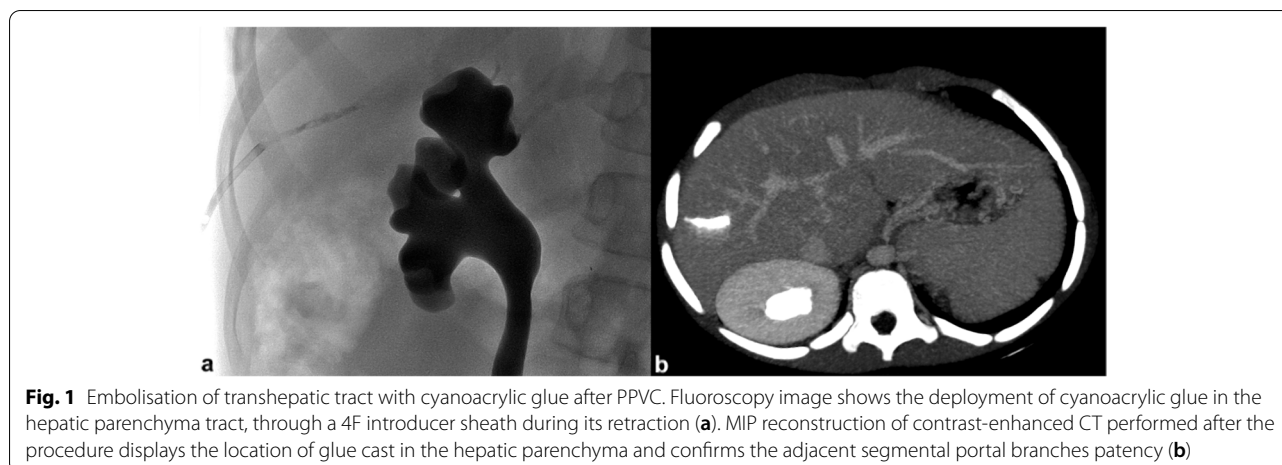 a
b
Fig. 1 Embolisation of transhepatic tract with cyanoacrylic glue after PPVC. Fluoroscopy image shows the deployment of cyanoacrylic glue in the
hepatic parenchyma tract, through a 4F introducer sheath during its retraction (a). MIP reconstruction of contrast-enhanced CT performed after the
procedure displays the location of glue cast in the hepatic parenchyma and confirms the adjacent segmental portal branches patency (b)